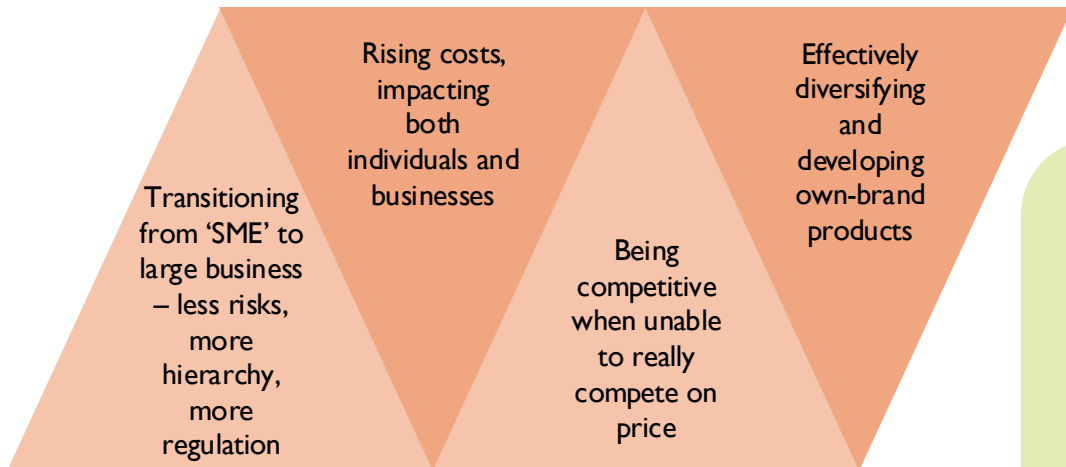 Transitioning
from ‘SME’ to
large business
– less risks,
more
hierarchy,
more
regulation
Rising costs,
impacting
both
individuals and
businesses
Being
competitive
when unable
to really
compete on
price
Effectively
diversifying
and
developing
own-brand
products